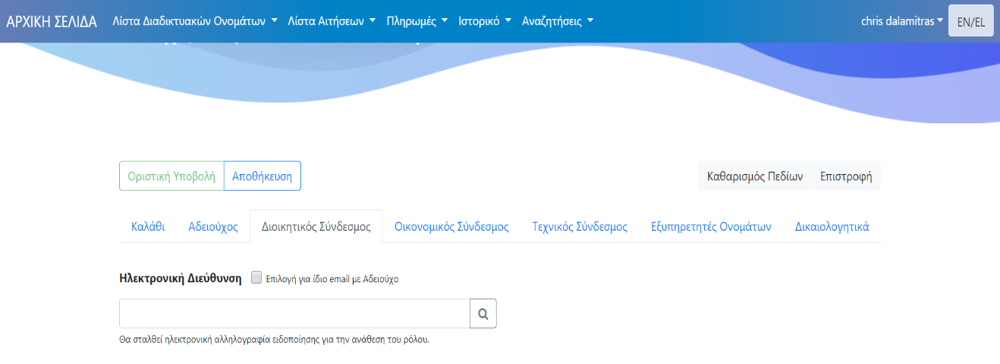 ΑΡΧΙΚΗ ΣΕΛΙΔΑ Λίστα Διαδικτυακών Ονομάτων Λίστα Αιτήσεων Πληρωμές Ιστορικό Αναζητήσεις chris dalamitras EN/EL
Οριστική Υποβολή Αποθήκευση Καθαρισμός Πεδίων Επιστροφή
Καλάθι Αδειούχος Διοικητικός Σύνδεσμος Οικονομικός Σύνδεσμος Τεχνικός Σύνδεσμος Εξυπηρετητές Ονομάτων Δικαιολογητικά
Ηλεκτρονική Διεύθυνση Επιλογή για ίδιο email με Αδειούχο
Θα σταλθεί ηλεκτρονική αλληλογραφία ειδοποίησης για την ανάθεση του ρόλου.